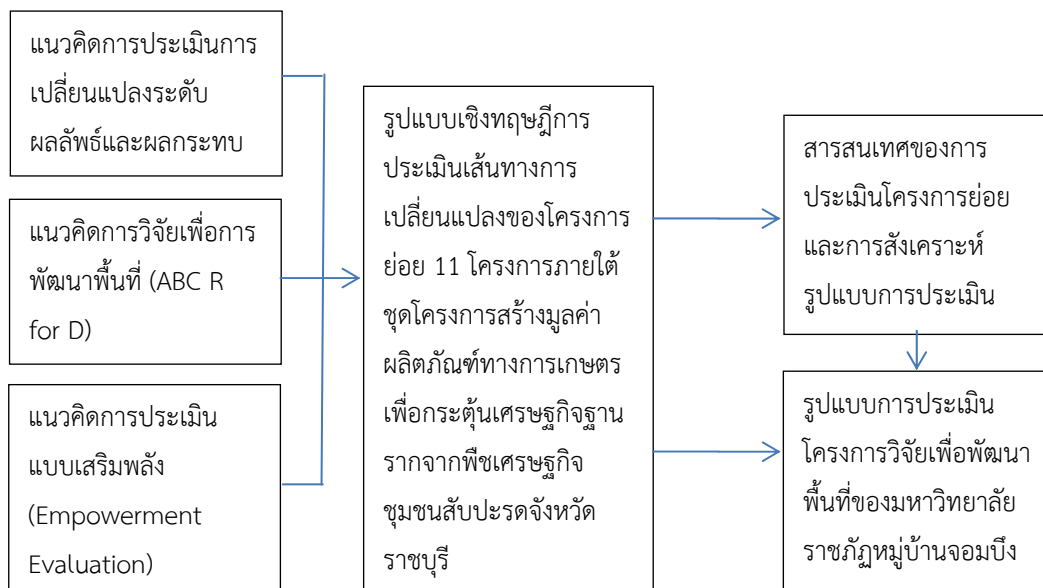 แนวคิดการประเมินการ
เปลี่ยนแปลงระดับ
ผลลัพธ์และผลกระทบ
แนวคิดการวิจัยเพื่อการ
พัฒนาพื้นที่ (ABC R
for D)
แนวคิดการประเมิน
แบบเสริมพลัง
(Empowerment
Evaluation)
รูปแบบเชิงทฤษฎีการ
ประเมินเส้นทางการ
เปลี่ยนแปลงของโครงการ
ย่อย 11 โครงการภายใต้
ชุดโครงการสร้างมูลค่า
ผลิตภัณฑ์ทางการเกษตร
เพื่อกระตุ้นเศรษฐกิจฐาน
รากจากพืชเศรษฐกิจ
ชุมชนสับปะรดจังหวัด
ราชบุรี
สารสนเทศของการ
ประเมินโครงการย่อย
และการสังเคราะห์
รูปแบบการประเมิน
รูปแบบการประเมิน
โครงการวิจัยเพื่อพัฒนา
พื้นที่ของมหาวิทยาลัย
ราชภัฏหมู่บ้านจอมบึง